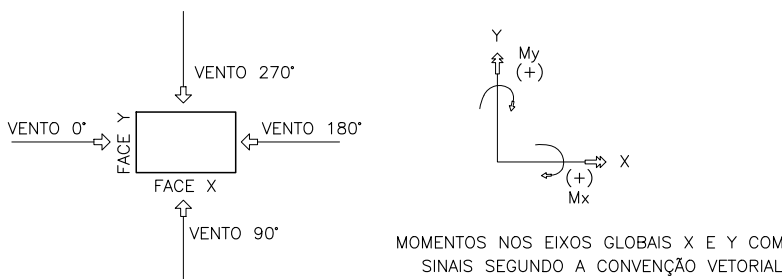 VENTO 270°
VENTO 0°
FACE Y
VENTO 180°
FACE X
VENTO 90°
Y
My
(+)
X
(+)
Mx
MOMENTOS NOS EIXOS GLOBAIS X E Y COM
SINAIS SEGUNDO A CONVENÇÃO VETORIAL